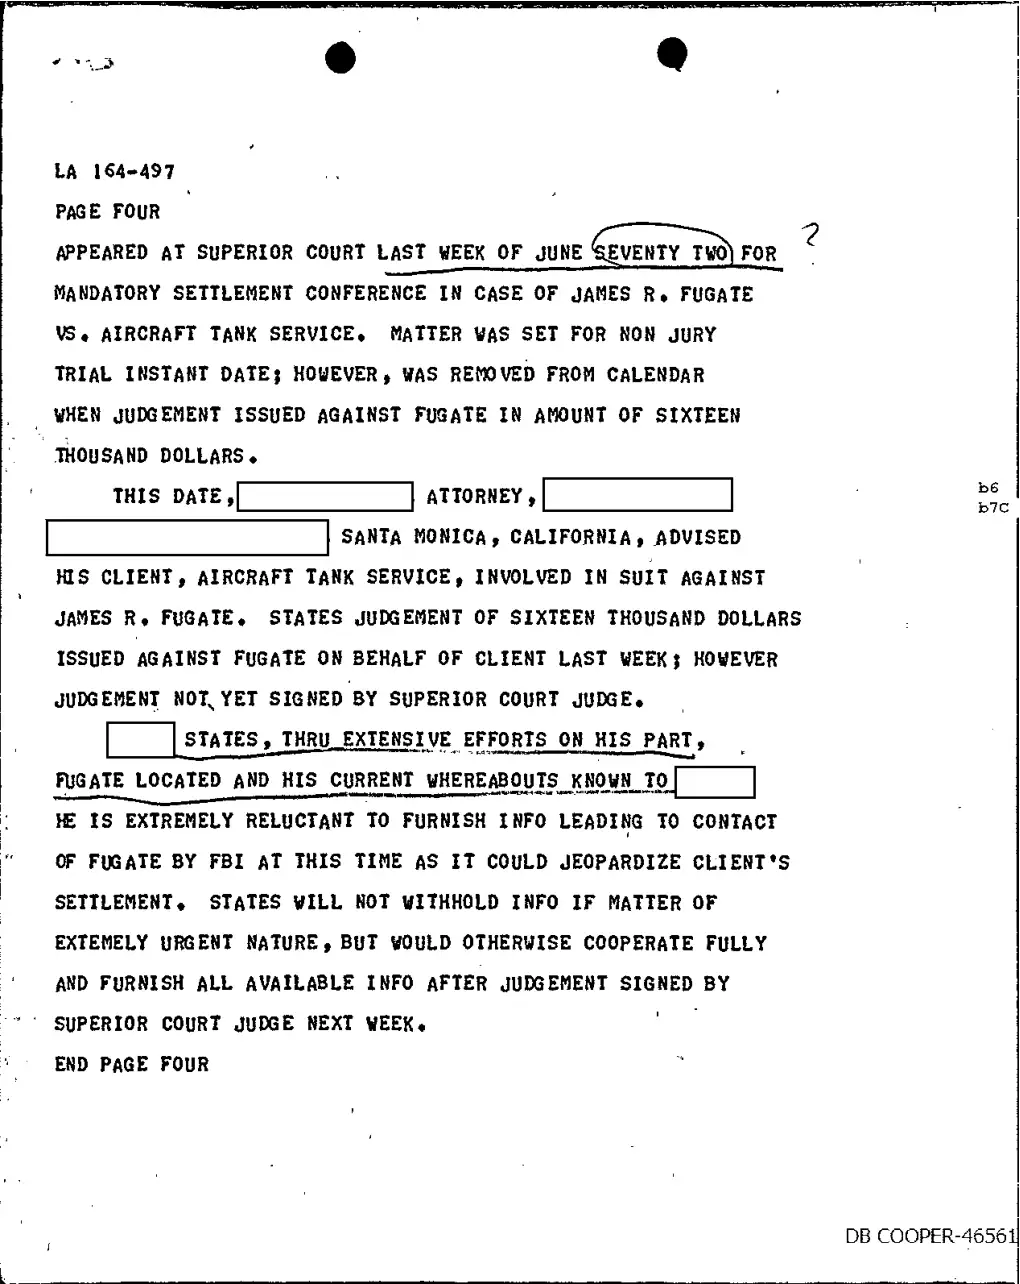 LA 164-497
PAGE FOUR
APPEARED AT SUPERIOR COURT LAST WEEK OF JUNE SEVENTY TWO FOR ?
MANDATORY SETTLEMENT CONFERENCE IN CASE OF JAMES R. FUGATE
VS. AIRCRAFT TANK SERVICE. MATTER WAS SET FOR NON JURY
TRIAL INSTANT DATE; HOWEVER, WAS REMOVED FROM CALENDAR
WHEN JUDGEMENT ISSUED AGAINST FUGATE IN AMOUNT OF SIXTEEN
THOUSAND DOLLARS.
THIS DATE, ATTORNEY,
b6
b7C
SANTA MONICA, CALIFORNIA, ADVISED
HIS CLIENT, AIRCRAFT TANK SERVICE, INVOLVED IN SUIT AGAINST
JAMES R. FUGATE. STATES JUDGEMENT OF SIXTEEN THOUSAND DOLLARS
ISSUED AGAINST FUGATE ON BEHALF OF CLIENT LAST WEEK; HOWEVER
JUDGEMENT NOT YET SIGNED BY SUPERIOR COURT JUDGE.
STATES, THRU EXTENSIVE EFFORTS ON HIS PART,
FUGATE LOCATED AND HIS CURRENT WHEREABOUTS KNOWN TO
HE IS EXTREMELY RELUCTANT TO FURNISH INFO LEADING TO CONTACT
OF FUGATE BY FBI AT THIS TIME AS IT COULD JEOPARDIZE CLIENT'S
SETTLEMENT. STATES WILL NOT WITHHOLD INFO IF MATTER OF
EXTEMELY URGENT NATURE, BUT WOULD OTHERWISE COOPERATE FULLY
AND FURNISH ALL AVAILABLE INFO AFTER JUDGEMENT SIGNED BY
SUPERIOR COURT JUDGE NEXT WEEK.
END PAGE FOUR
DB COOPER-46561